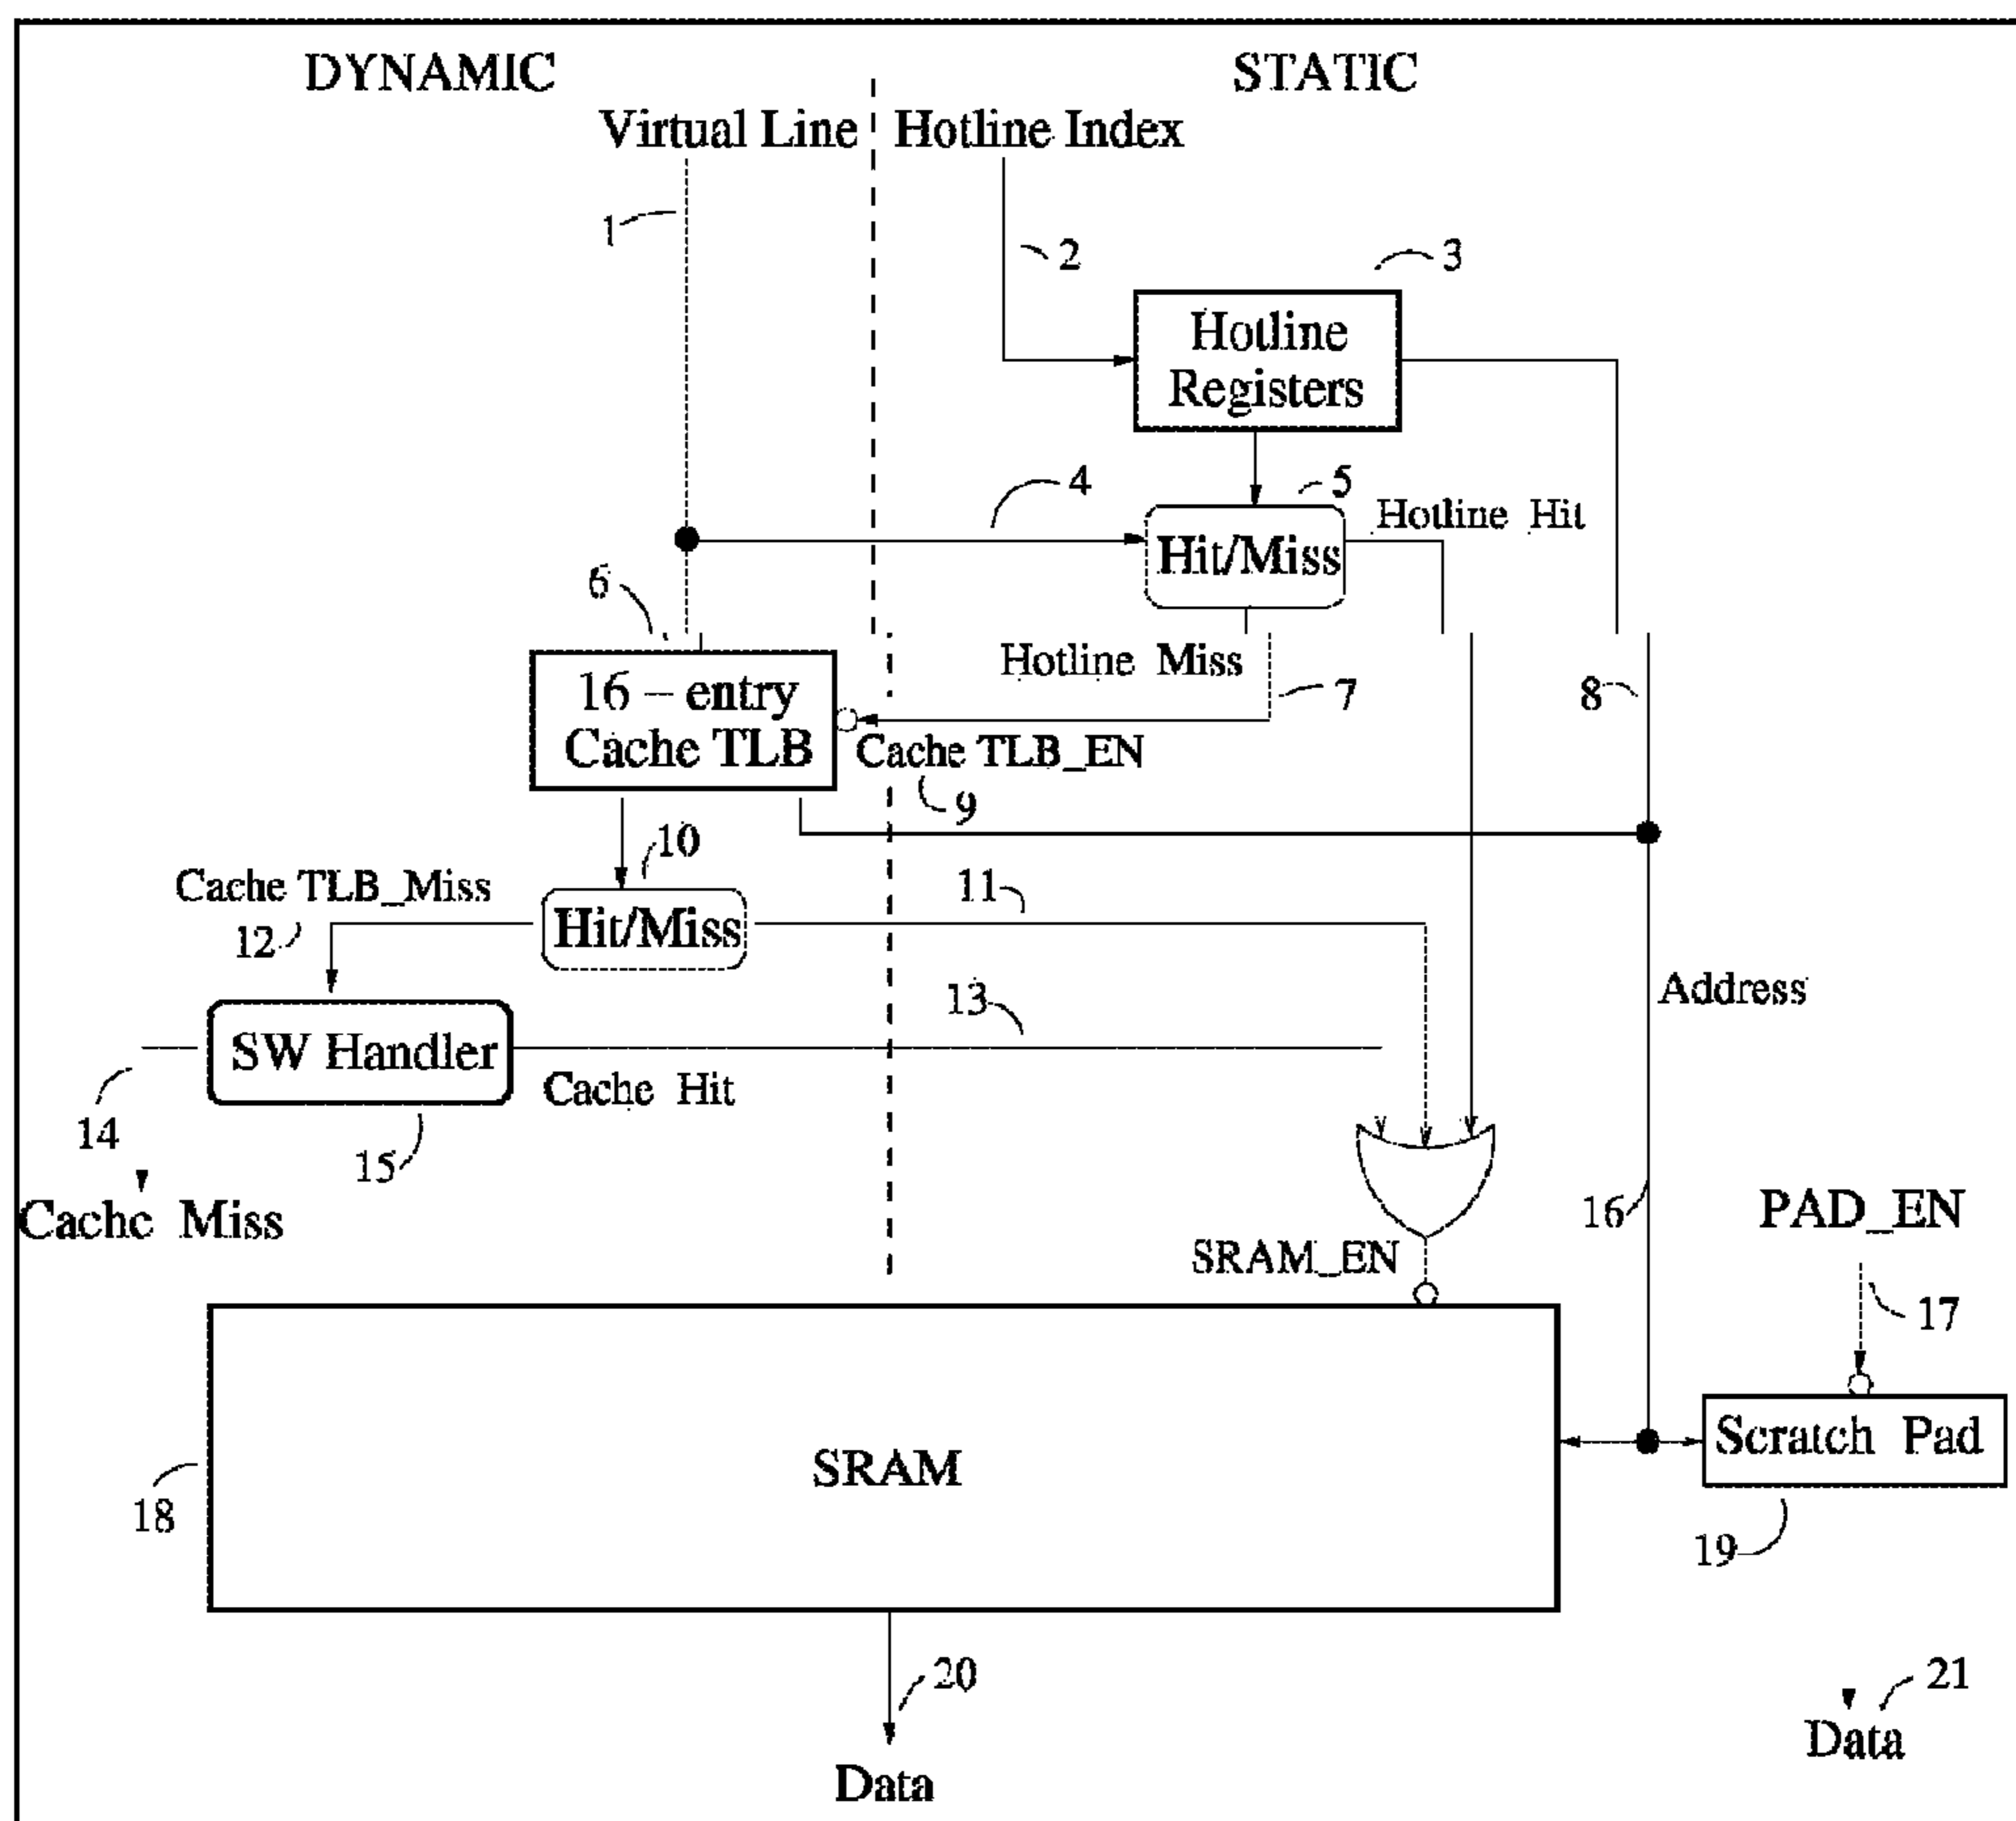 DYNAMIC
STATIC
Virtual Line
Hotline Index
1
2
3
Hotline
Registers
4
5
Hotline Hit
Hit/Miss
6
Hotline Miss
16 – entry
Cache TLB
7
8
Cache TLB_EN
9
10
Cache TLB_Miss
11
12
Hit/Miss
13
Address
SW Handler
Cache Hit
14
15
16
PAD_EN
Cache Miss
SRAM_EN
17
Scratch Pad
SRAM
18
19
20
21
Data
Data